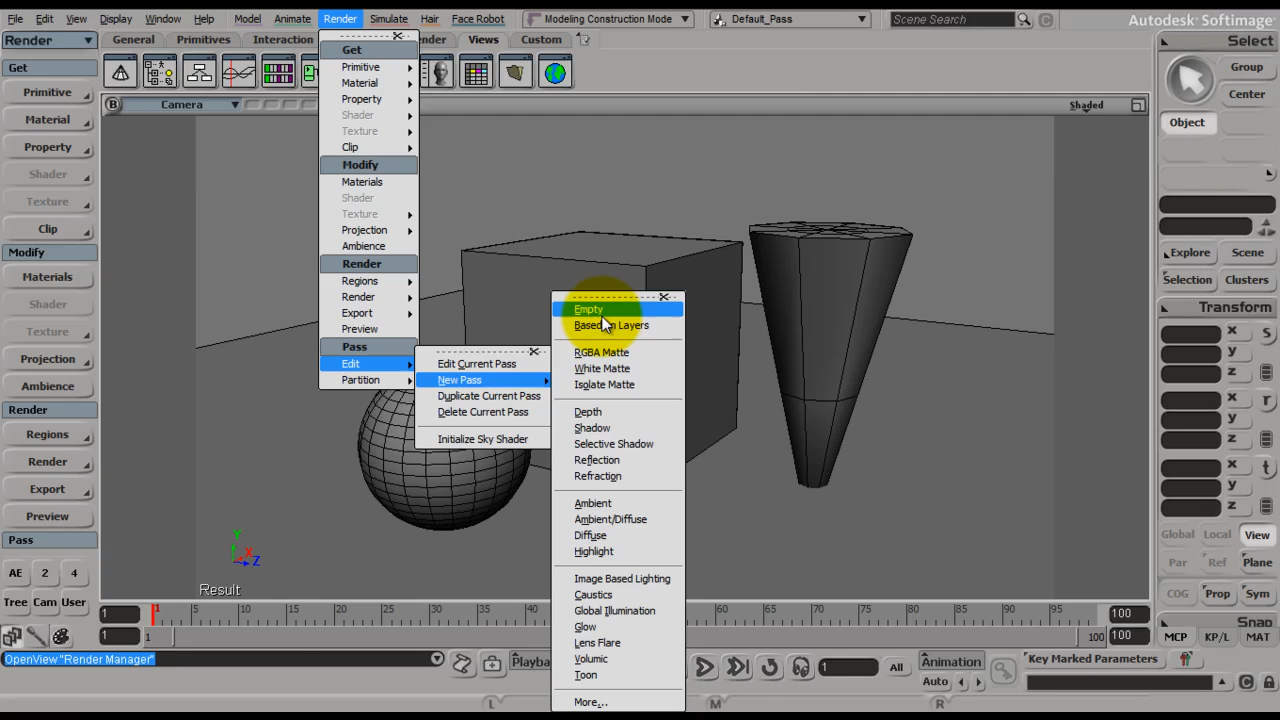 File Edit View Display Window Model Animate Render Simulate Hair Face Robot Modeling Construction Mode Default_Pass Scene Search Autodesk Softimage
Render General Primitives Interaction ender Views Custom Select
Get
Primitive
Material
Property
Shader
Texture
Clip
Modify
Materials
Shader
Texture
Projection
Ambience
Render
Regions
Render
Export
Preview
Pass
AE 2 4
Tree Cam User
B Camera Shaded
Get
Primitive
Material
Property
Shader
Texture
Clip
Modify
Materials
Shader
Texture
Projection
Ambience
Render
Regions
Render
Export
Preview
Pass
Edit
Partition
Edit Current Pass
New Pass
Duplicate Current Pass
Delete Current Pass
Initialize Sky Shader
Empty
Based on Layers
RGBA Matte
White Matte
Isolate Matte
Depth
Shadow
Selective Shadow
Reflection
Refraction
Ambient
Ambient/Diffuse
Diffuse
Highlight
Image Based Lighting
Caustics
Global Illumination
Glow
Lens Flare
Volumic
Toon
More...
Y
X
Z
Result
Group
Center
Object
Explore Scene
Selection Clusters
Transform
x S
y
z
x r
y
z
x t
y
z
Global Local View
Par Ref Plane
COG Prop Sym
Snap
MCP KP/L MAT
1 1 5 10 15 20 25 30 35 40 60 65 70 75 80 85 90 95 100
1 1 100 100
OpenView "Render Manager" Playba 1 All Animation Key Marked Parameters
Auto
L M R